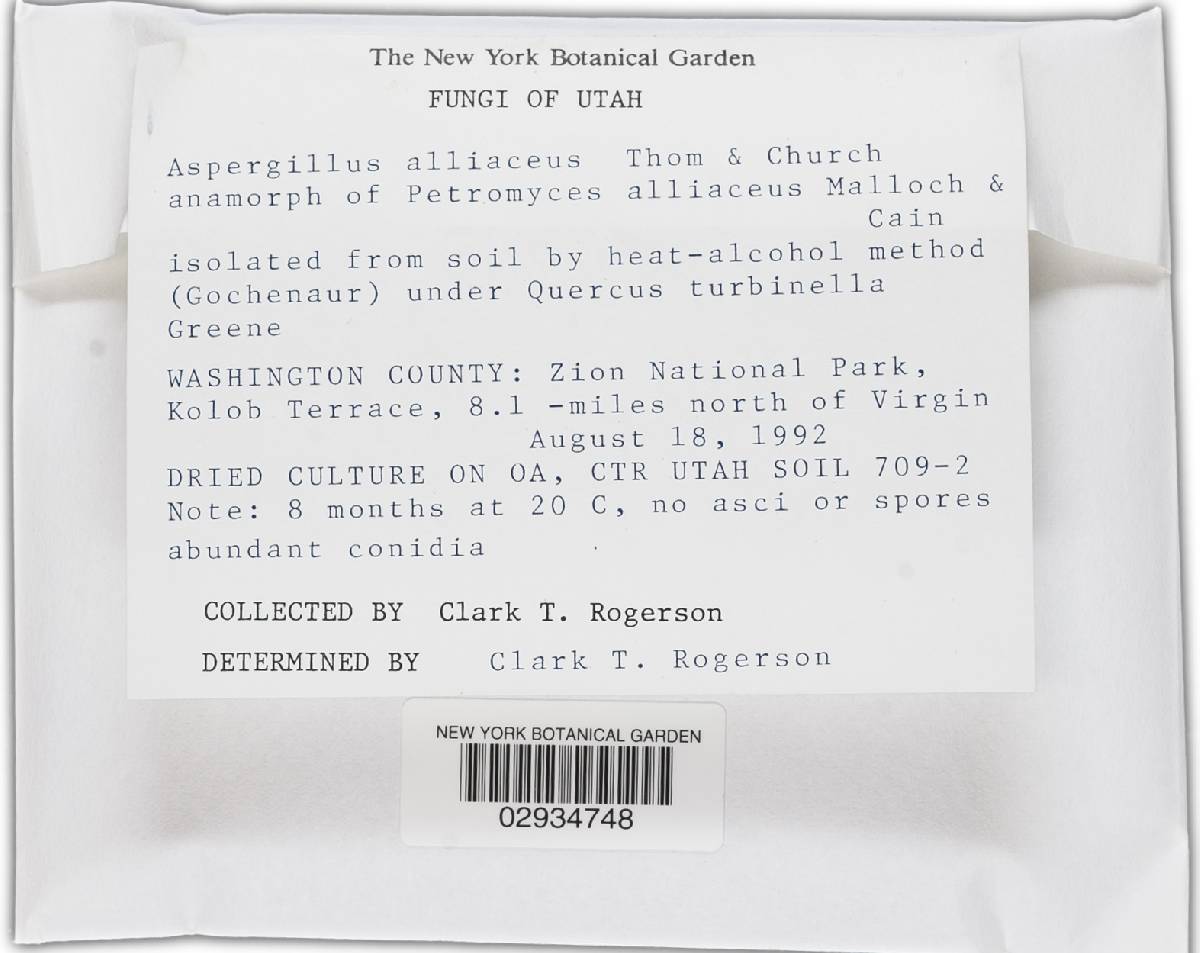 The New York Botanical Garden
FUNGI OF UTAH
Aspergillus alliaceus Thom & Church
anamorph of Petromyces alliaceus Malloch &
Cain
isolated from soil by heat-alcohol method
(Gochenaur) under Quercus turbinella
Greene
WASHINGTON COUNTY: Zion National Park,
Kolob Terrace, 8.1 -miles north of Virgin
August 18, 1992
DRIED CULTURE ON OA, CTR UTAH SOIL 709-2
Note: 8 months at 20 C, no asci or spores
abundant conidia
COLLECTED BY Clark T. Rogerson
DETERMINED BY Clark T. Rogerson
NEW YORK BOTANICAL GARDEN
02934748